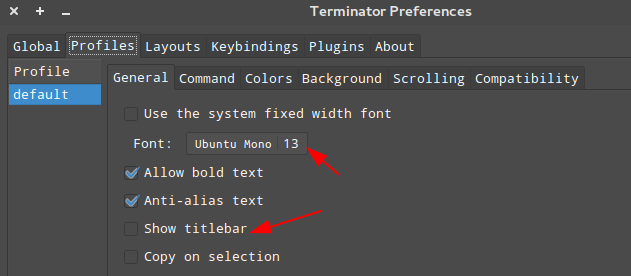 Terminator Preferences
Global Profiles Layouts Keybindings Plugins About
Profile
default
General Command Colors Background Scrolling Compatibility
Use the system fixed width font
Font: Ubuntu Mono 13
Allow bold text
Anti-alias text
Show titlebar
Copy on selection